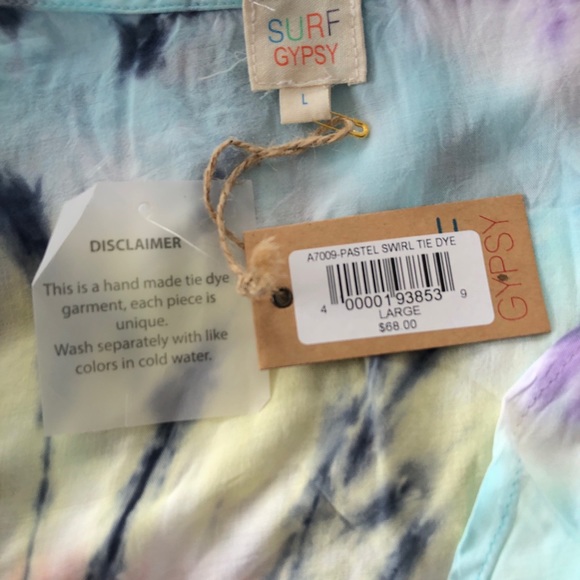 SURF
GYPSY
L
DISCLAIMER
This is a hand made tie dye
garment, each piece is
unique.
Wash separately with like
colors in cold water.
A7009-PASTEL SWIRL TIE DYE
4 00001 93853 9
LARGE
$68.00
GYPSY